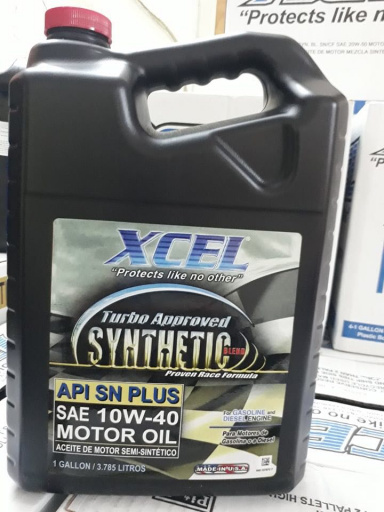 "Protects like n
XCEL
"Protects like no other"
Turbo Approved
SYNTHETIC
BLEND
Proven Race Formula
API SN PLUS
SAE 10W-40
MOTOR OIL
ACEITE DE MOTOR SEMI-SINTÉTICO
1 GALLON / 3.785 LITROS
For GASOLINE and
DIESEL ENGINE
Para Motores de
Gasolina o a Diesel
MADE IN U.S.A.
PALLETS HIGH